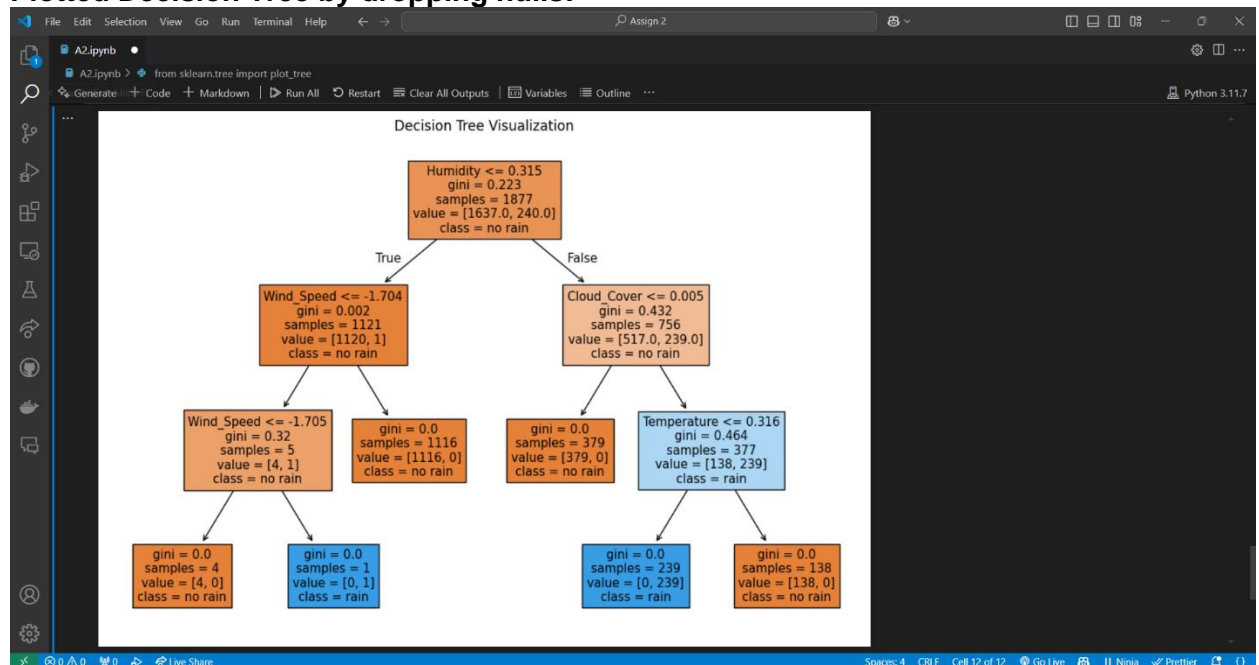 Plotted Decision Tree by dropping nulls:
File Edit Selection View Go Run Terminal Help
Assign 2
A2.ipynb
A2.ipynb > from sklearn.tree import plot_tree
Generate + Code + Markdown | Run All Restart Clear All Outputs | Variables Outline ...
Python 3.11.7
1
...
Decision Tree Visualization
Humidity <= 0.315
gini = 0.223
samples = 1877
value = [1637.0, 240.0]
class = no rain
True
False
Wind_Speed <= -1.704
gini = 0.002
samples = 1121
value = [1120, 1]
class = no rain
Cloud_Cover <= 0.005
gini = 0.432
samples = 756
value = [517.0, 239.0]
class = no rain
Wind_Speed <= -1.705
gini = 0.32
samples = 5
value = [4, 1]
class = no rain
gini = 0.0
samples = 1116
value = [1116, 0]
class = no rain
gini = 0.0
samples = 379
value = [379, 0]
class = no rain
Temperature <= 0.316
gini = 0.464
samples = 377
value = [138, 239]
class = rain
gini = 0.0
samples = 4
value = [4, 0]
class = no rain
gini = 0.0
samples = 1
value = [0, 1]
class = rain
gini = 0.0
samples = 239
value = [0, 239]
class = rain
gini = 0.0
samples = 138
value = [138, 0]
class = no rain
0 0 0 Live Share
Spaces: 4 CRLF Cell 12 of 12 Go Live Ninja Prettier